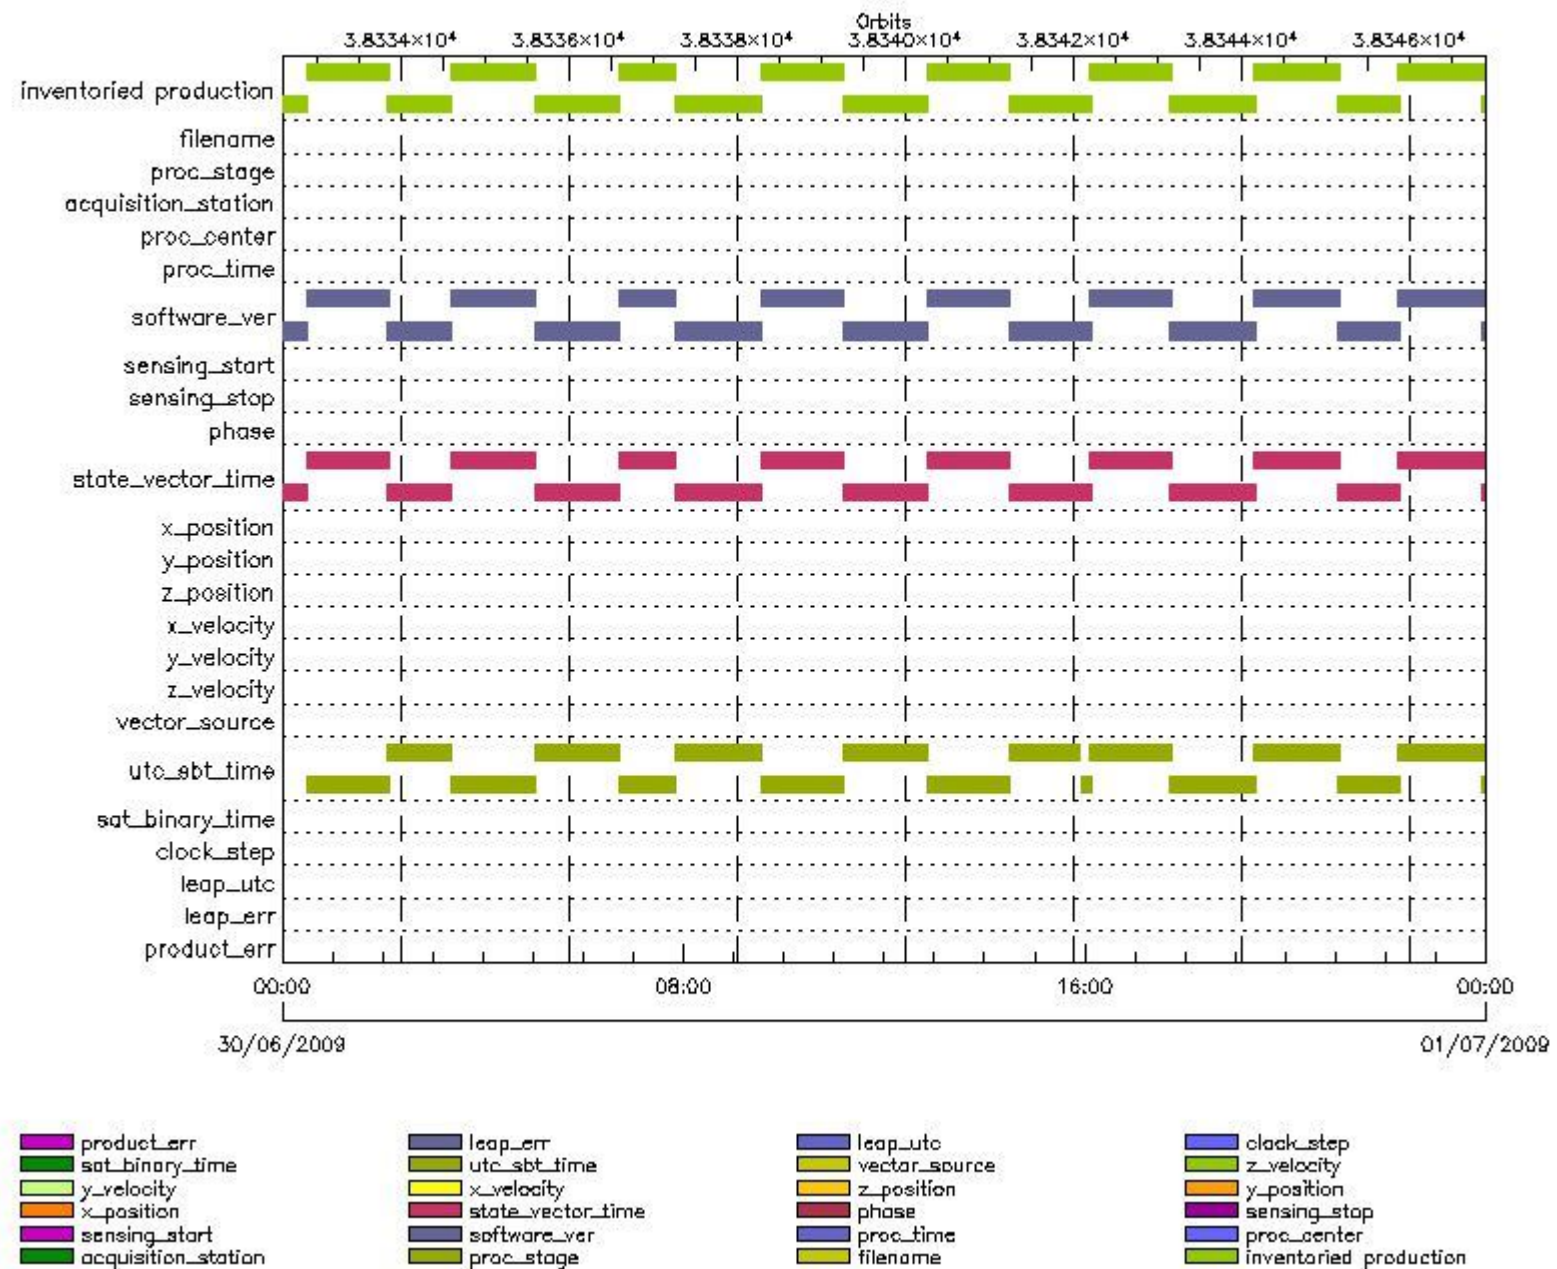 Orbits
3.8334×10⁴ 3.8336×10⁴ 3.8338×10⁴ 3.8340×10⁴ 3.8342×10⁴ 3.8344×10⁴ 3.8346×10⁴
inventoried production
filename
proc_stage
acquisition_station
proc_center
proc_time
software_ver
sensing_start
sensing_stop
phase
state_vector_time
x_position
y_position
z_position
x_velocity
y_velocity
z_velocity
vector_source
utc_sbt_time
sat_binary_time
clock_step
leap_utc
leap_err
product_err
00:00 08:00 16:00 00:00
30/06/2009 01/07/2009
product_err leap_err leap_utc clock_step
sat_binary_time utc_sbt_time vector_source z_velocity
y_velocity x_velocity z_position y_position
x_position state_vector_time phase sensing_stop
sensing_start software_ver proc_time proc_center
acquisition_station proc_stage filename inventoried production